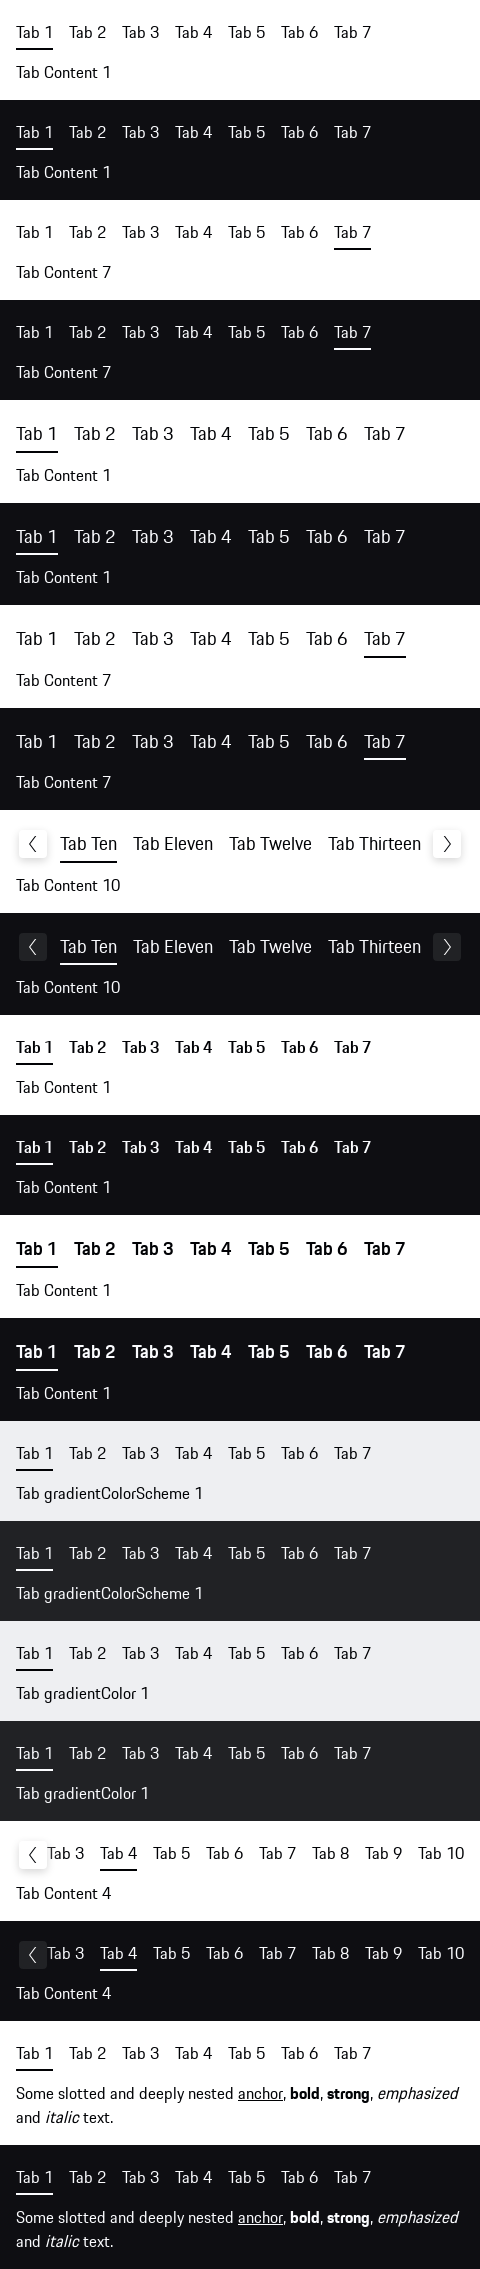 Tab 1 Tab 2 Tab 3 Tab 4 Tab 5 Tab 6 Tab 7
Tab Content 1
Tab 1 Tab 2 Tab 3 Tab 4 Tab 5 Tab 6 Tab 7
Tab Content 1
Tab 1 Tab 2 Tab 3 Tab 4 Tab 5 Tab 6 Tab 7
Tab Content 7
Tab 1 Tab 2 Tab 3 Tab 4 Tab 5 Tab 6 Tab 7
Tab Content 7
Tab 1 Tab 2 Tab 3 Tab 4 Tab 5 Tab 6 Tab 7
Tab Content 1
Tab 1 Tab 2 Tab 3 Tab 4 Tab 5 Tab 6 Tab 7
Tab Content 1
Tab 1 Tab 2 Tab 3 Tab 4 Tab 5 Tab 6 Tab 7
Tab Content 7
Tab 1 Tab 2 Tab 3 Tab 4 Tab 5 Tab 6 Tab 7
Tab Content 7
Tab Ten Tab Eleven Tab Twelve Tab Thirteen
Tab Content 10
Tab Ten Tab Eleven Tab Twelve Tab Thirteen
Tab Content 10
Tab 1 Tab 2 Tab 3 Tab 4 Tab 5 Tab 6 Tab 7
Tab Content 1
Tab 1 Tab 2 Tab 3 Tab 4 Tab 5 Tab 6 Tab 7
Tab Content 1
Tab 1 Tab 2 Tab 3 Tab 4 Tab 5 Tab 6 Tab 7
Tab Content 1
Tab 1 Tab 2 Tab 3 Tab 4 Tab 5 Tab 6 Tab 7
Tab Content 1
Tab 1 Tab 2 Tab 3 Tab 4 Tab 5 Tab 6 Tab 7
Tab gradientColorScheme 1
Tab 1 Tab 2 Tab 3 Tab 4 Tab 5 Tab 6 Tab 7
Tab gradientColorScheme 1
Tab 1 Tab 2 Tab 3 Tab 4 Tab 5 Tab 6 Tab 7
Tab gradientColor 1
Tab 1 Tab 2 Tab 3 Tab 4 Tab 5 Tab 6 Tab 7
Tab gradientColor 1
Tab 3 Tab 4 Tab 5 Tab 6 Tab 7 Tab 8 Tab 9 Tab 10
Tab Content 4
Tab 3 Tab 4 Tab 5 Tab 6 Tab 7 Tab 8 Tab 9 Tab 10
Tab Content 4
Tab 1 Tab 2 Tab 3 Tab 4 Tab 5 Tab 6 Tab 7
Some slotted and deeply nested anchor, bold, strong, emphasized
and italic text.
Tab 1 Tab 2 Tab 3 Tab 4 Tab 5 Tab 6 Tab 7
Some slotted and deeply nested anchor, bold, strong, emphasized
and italic text.